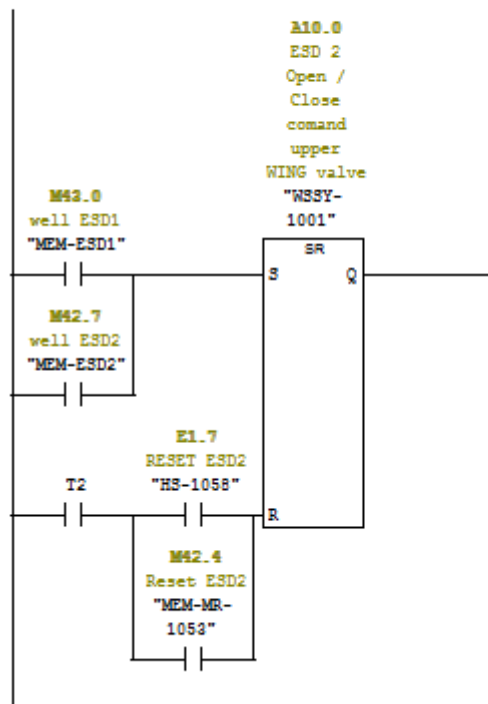 A10.0
ESD 2
Open /
Close
comand
upper
WING valve
"WSSY-
1001"
SR
M43.0
well ESD1
"MEM-ESD1"
S Q
M42.7
well ESD2
"MEM-ESD2"
E1.7
RESET ESD2
T2 "HS-1058"
R
M42.4
Reset ESD2
"MEM-MR-
1053"